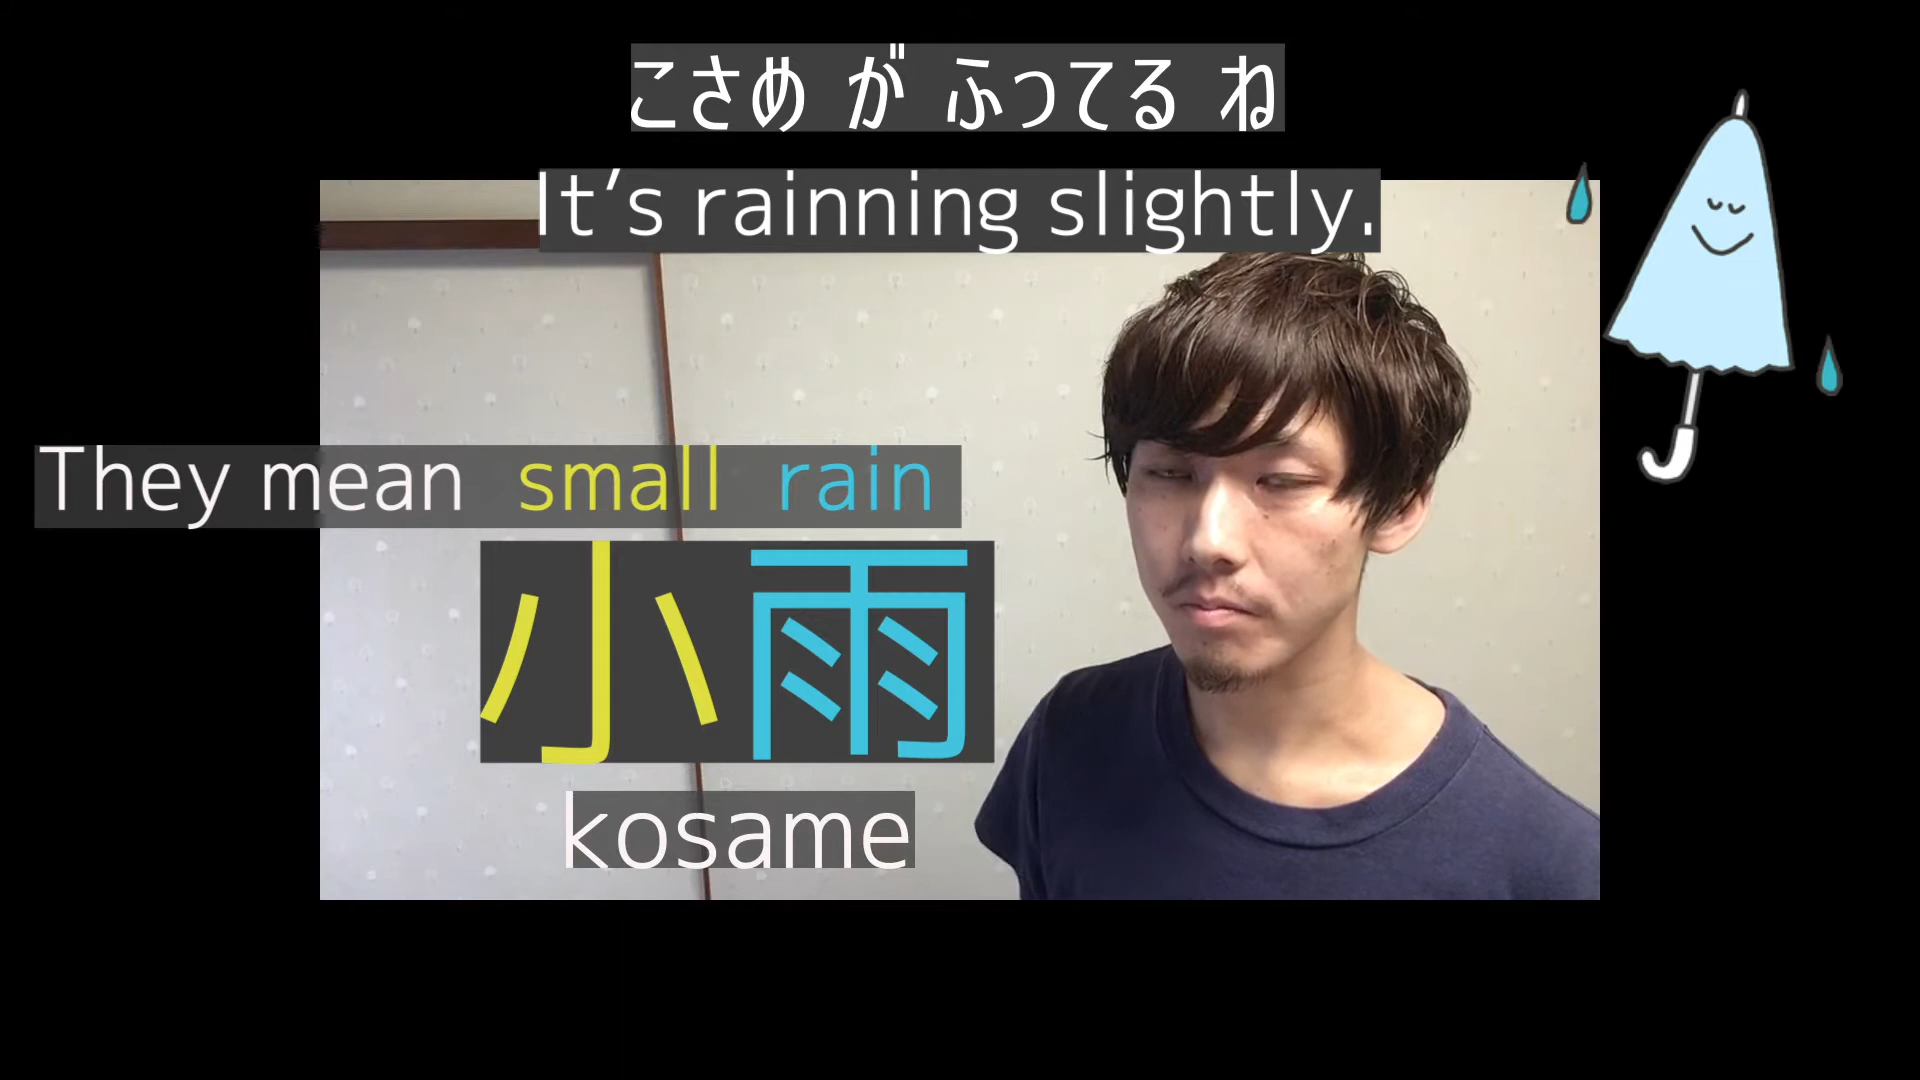 こさめ が ふってる ね
It's rainning slightly.
They mean small rain
小雨
kosame